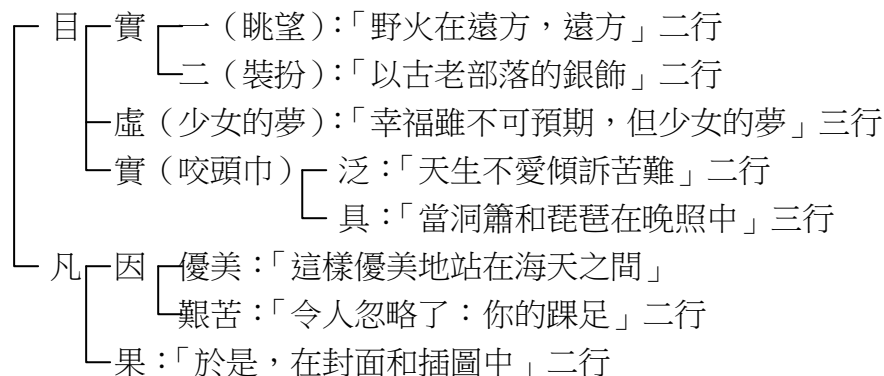 目 實 一（眺望）：「野火在遠方，遠方」二行
二（裝扮）：「以古老部落的銀飾」二行
虛（少女的夢）：「幸福雖不可預期，但少女的夢」三行
實（咬頭巾） 泛：「天生不愛傾訴苦難」二行
具：「當洞簫和琵琶在晚照中」三行
凡 因 優美：「這樣優美地站在海天之間」
艱苦：「令人忽略了：你的踝足」二行
果：「於是，在封面和插圖中」二行